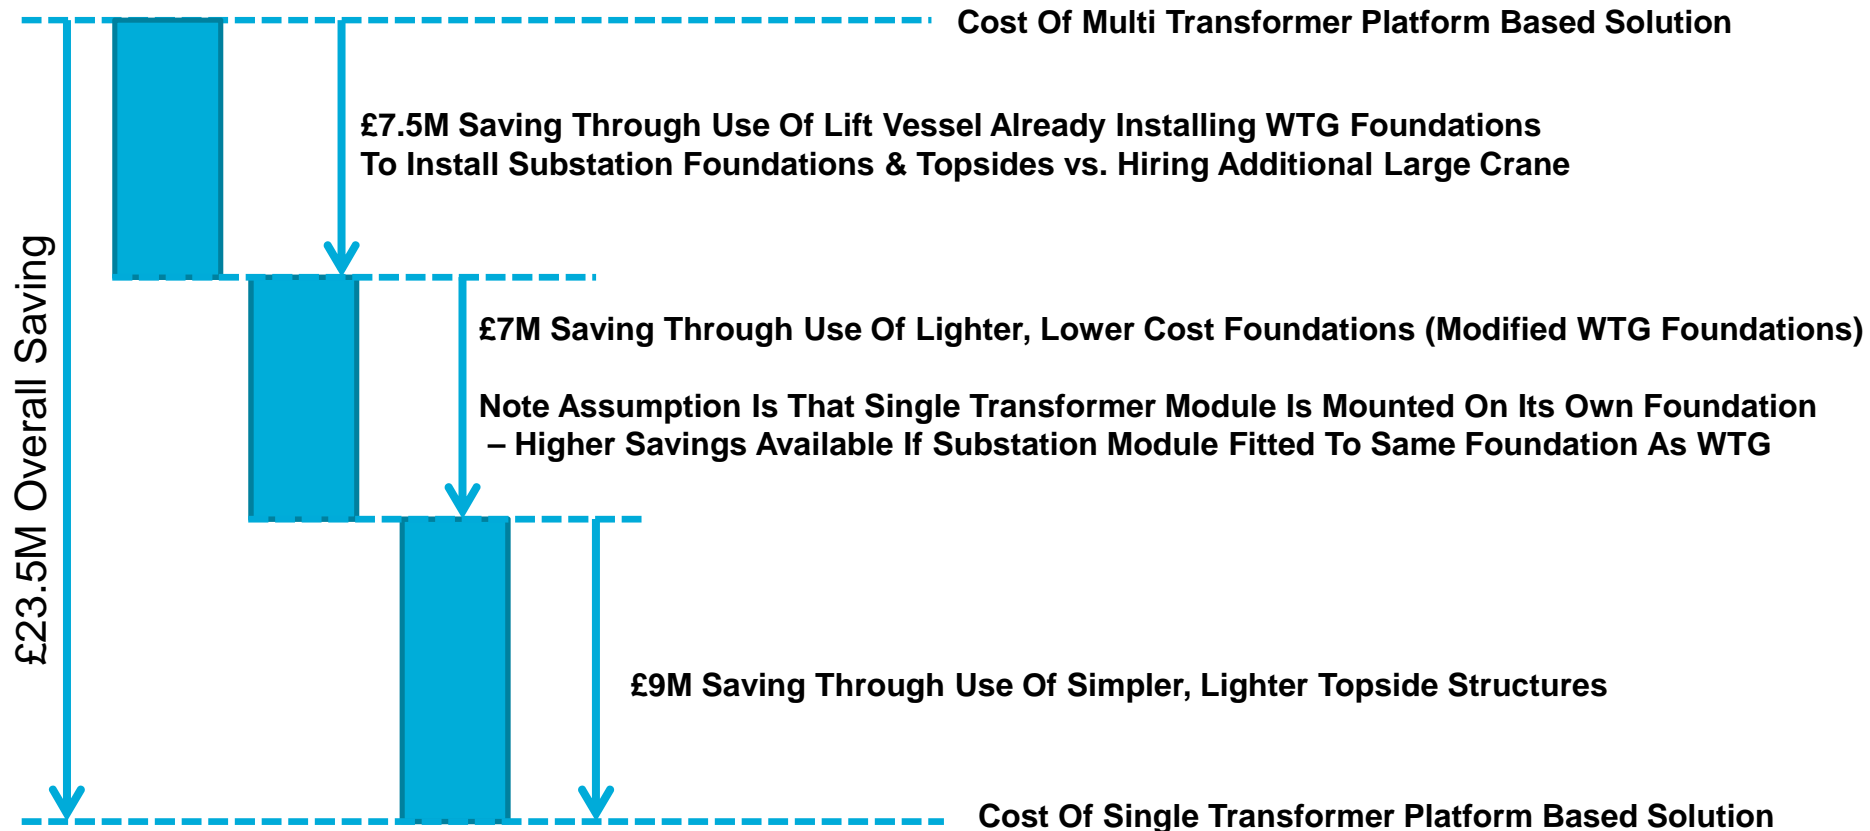 Cost Of Multi Transformer Platform Based Solution
£7.5M Saving Through Use Of Lift Vessel Already Installing WTG Foundations
To Install Substation Foundations & Topsides vs. Hiring Additional Large Crane
£23.5M Overall Saving
£7M Saving Through Use Of Lighter, Lower Cost Foundations (Modified WTG Foundations)
Note Assumption Is That Single Transformer Module Is Mounted On Its Own Foundation
– Higher Savings Available If Substation Module Fitted To Same Foundation As WTG
£9M Saving Through Use Of Simpler, Lighter Topside Structures
Cost Of Single Transformer Platform Based Solution